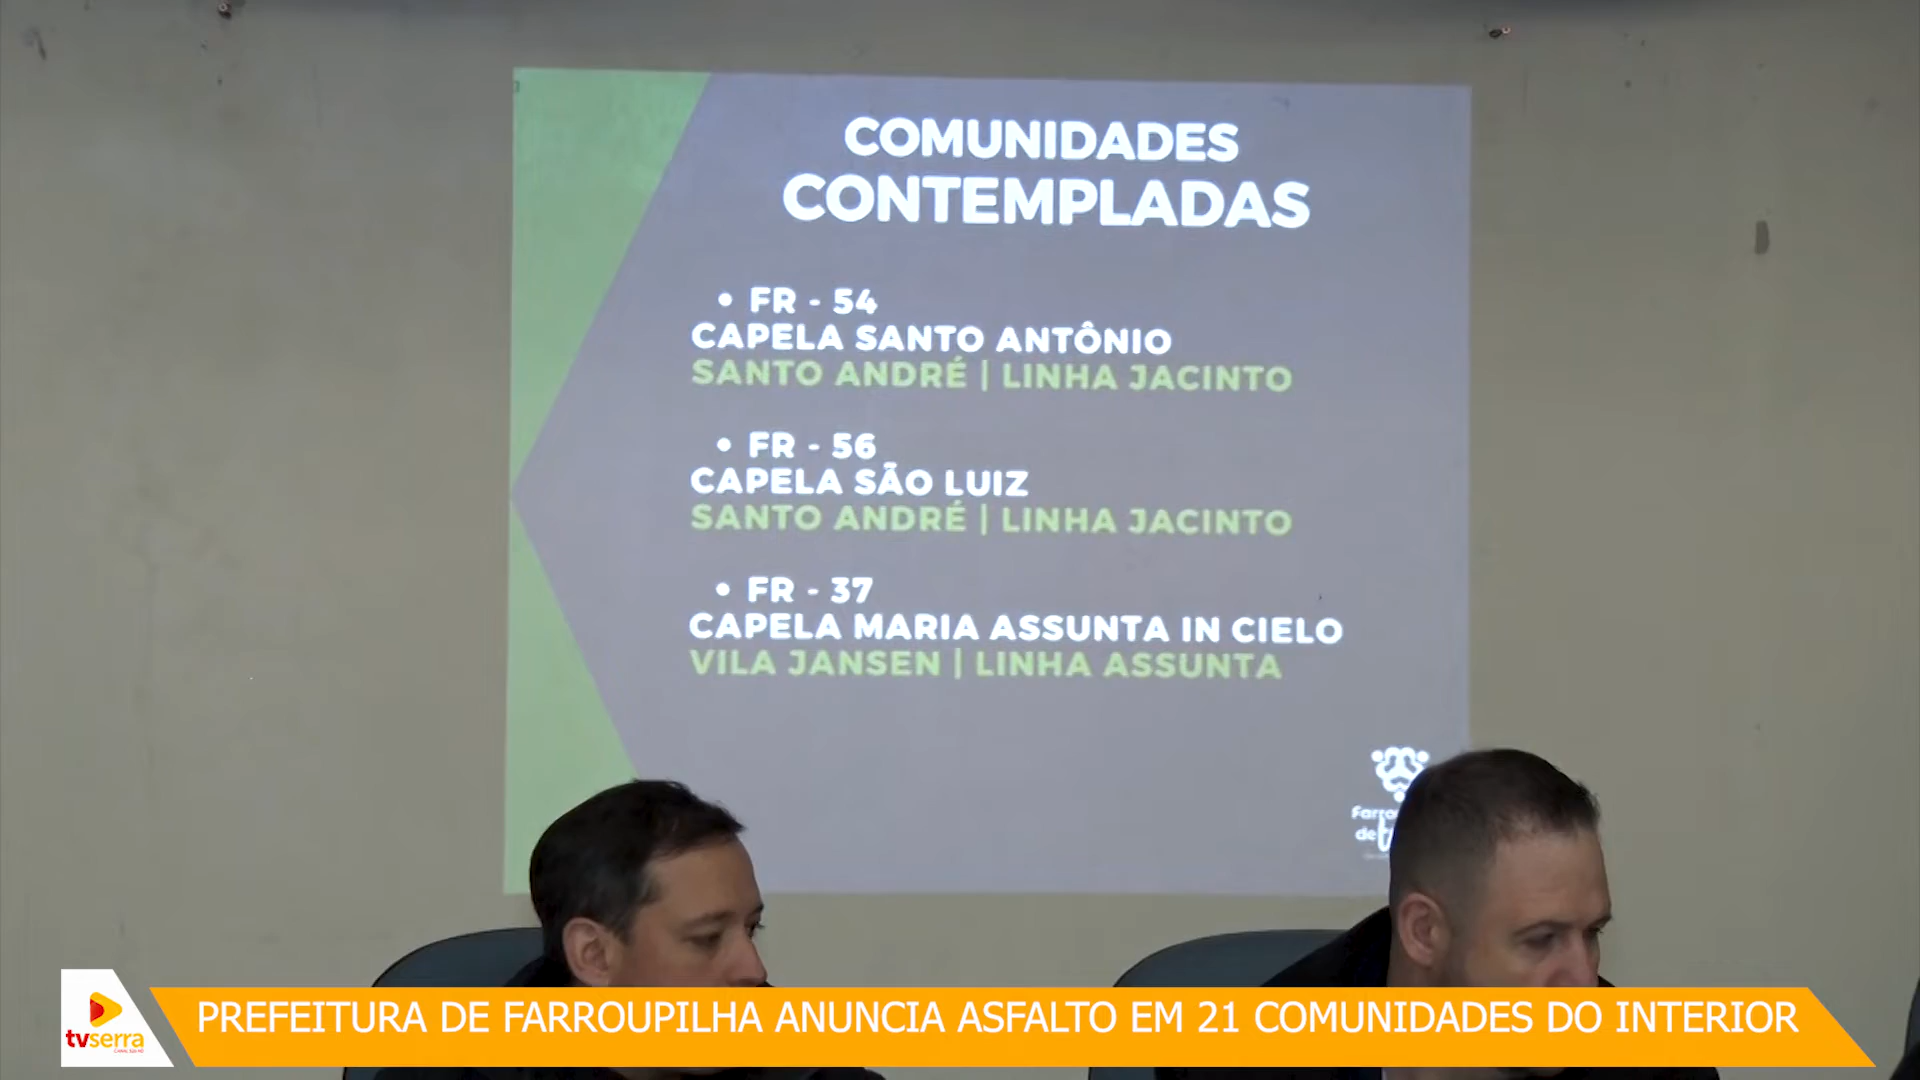 COMUNIDADES
CONTEMPLADAS
• FR - 54
CAPELA SANTO ANTÔNIO
SANTO ANDRÉ | LINHA JACINTO
• FR - 56
CAPELA SÃO LUIZ
SANTO ANDRÉ | LINHA JACINTO
• FR - 37
CAPELA MARIA ASSUNTA IN CIELO
VILA JANSEN | LINHA ASSUNTA
tvserra
PREFEITURA DE FARROUPILHA ANUNCIA ASFALTO EM 21 COMUNIDADES DO INTERIOR